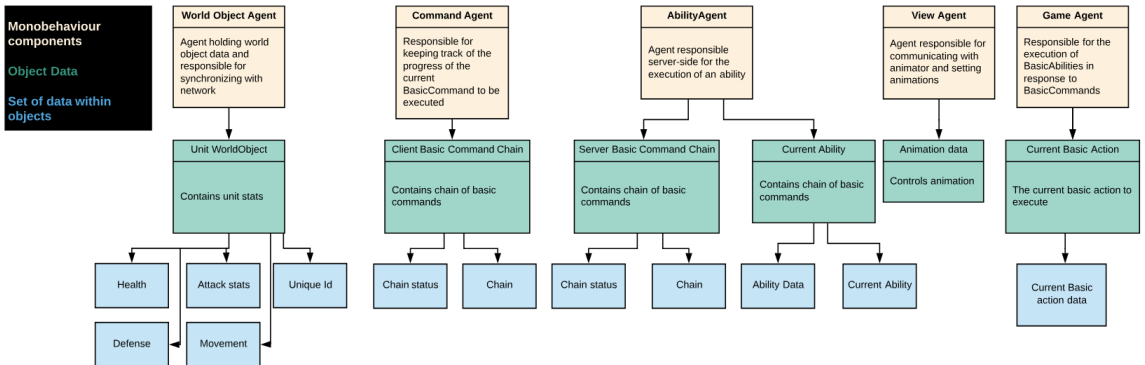 Monobehaviour
components
Object Data
Set of data within
objects
World Object Agent
Agent holding world
object data and
responsible for
synchronizing with
network
Command Agent
Responsible for
keeping track of the
progress of the
current
BasicCommand to be
executed
AbilityAgent
Agent responsible
server-side for the
execution of an ability
View Agent
Agent responsible for
communicating with
animator and setting
animations
Game Agent
Responsible for the
execution of
BasicAbilities in
response to
BasicCommands
Unit WorldObject
Contains unit stats
Client Basic Command Chain
Contains chain of basic
commands
Server Basic Command Chain
Contains chain of basic
commands
Current Ability
Contains chain of basic
commands
Animation data
Controls animation
Current Basic Action
The current basic action to
execute
Health
Attack stats
Unique Id
Chain status
Chain
Chain status
Chain
Ability Data
Current Ability
Current Basic
action data
Defense
Movement